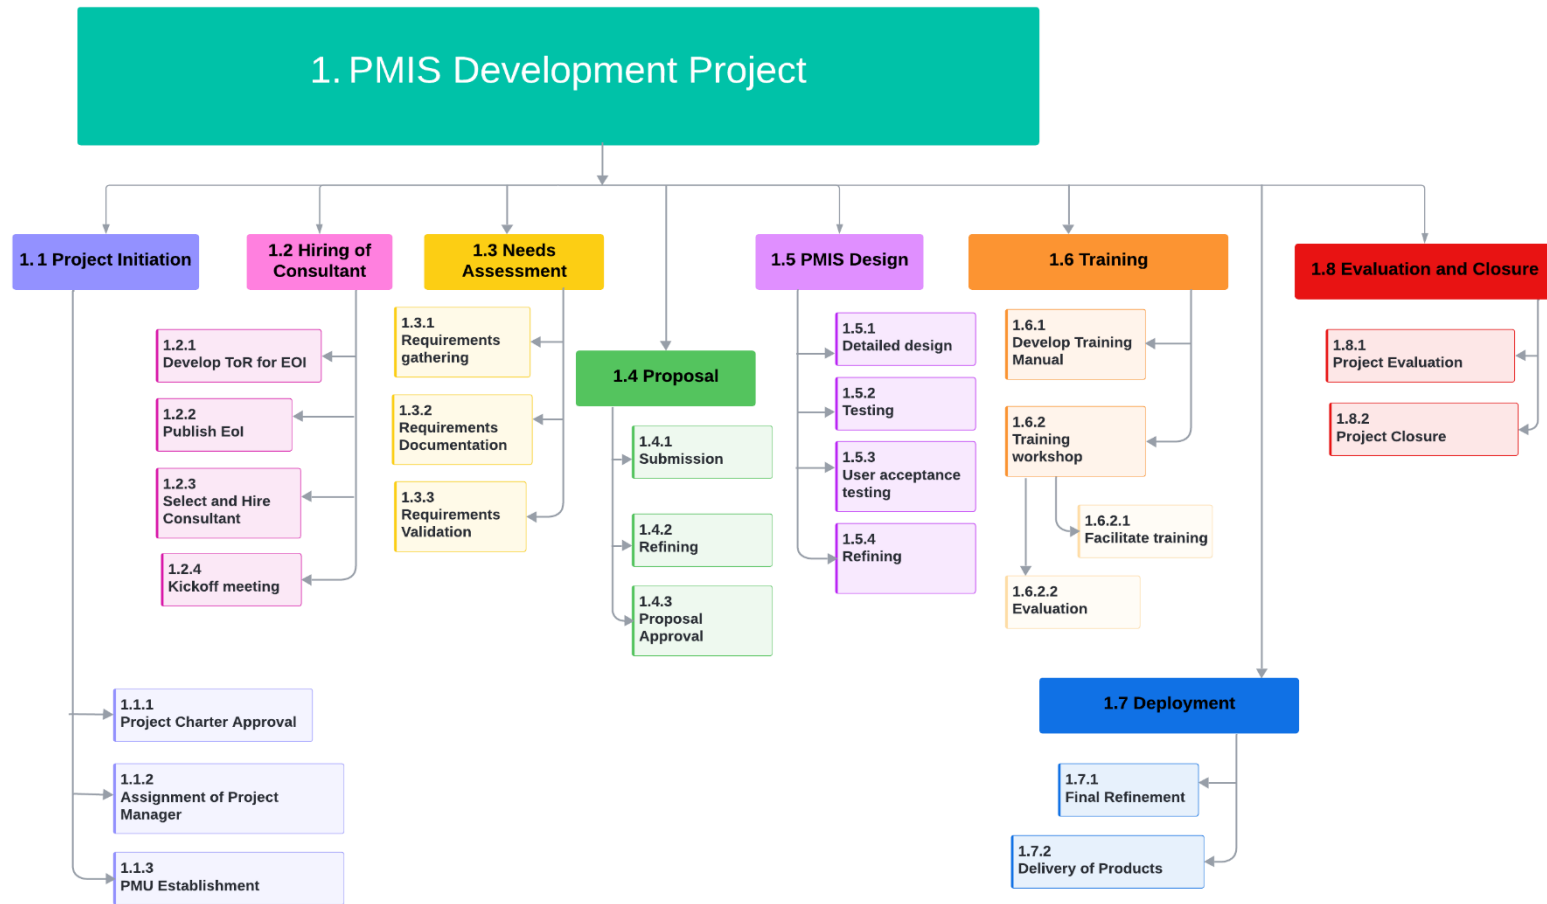 1. PMIS Development Project
1. 1 Project Initiation
1.2 Hiring of
Consultant
1.3 Needs
Assessment
1.5 PMIS Design
1.6 Training
1.8 Evaluation and Closure
1.2.1
Develop ToR for EOI
1.2.2
Publish EoI
1.2.3
Select and Hire
Consultant
1.2.4
Kickoff meeting
1.3.1
Requirements
gathering
1.3.2
Requirements
Documentation
1.3.3
Requirements
Validation
1.4 Proposal
1.4.1
Submission
1.4.2
Refining
1.4.3
Proposal
Approval
1.5.1
Detailed design
1.5.2
Testing
1.5.3
User acceptance
testing
1.5.4
Refining
1.6.1
Develop Training
Manual
1.6.2
Training
workshop
1.6.2.1
Facilitate training
1.6.2.2
Evaluation
1.8.1
Project Evaluation
1.8.2
Project Closure
1.1.1
Project Charter Approval
1.1.2
Assignment of Project
Manager
1.1.3
PMU Establishment
1.7 Deployment
1.7.1
Final Refinement
1.7.2
Delivery of Products